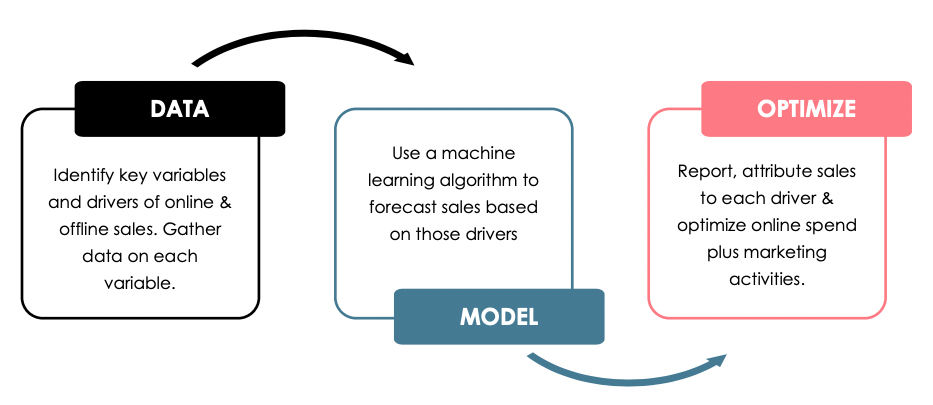 DATA
Identify key variables
and drivers of online &
offline sales. Gather
data on each
variable.
Use a machine
learning algorithm to
forecast sales based
on those drivers
MODEL
OPTIMIZE
Report, attribute sales
to each driver &
optimize online spend
plus marketing
activities.